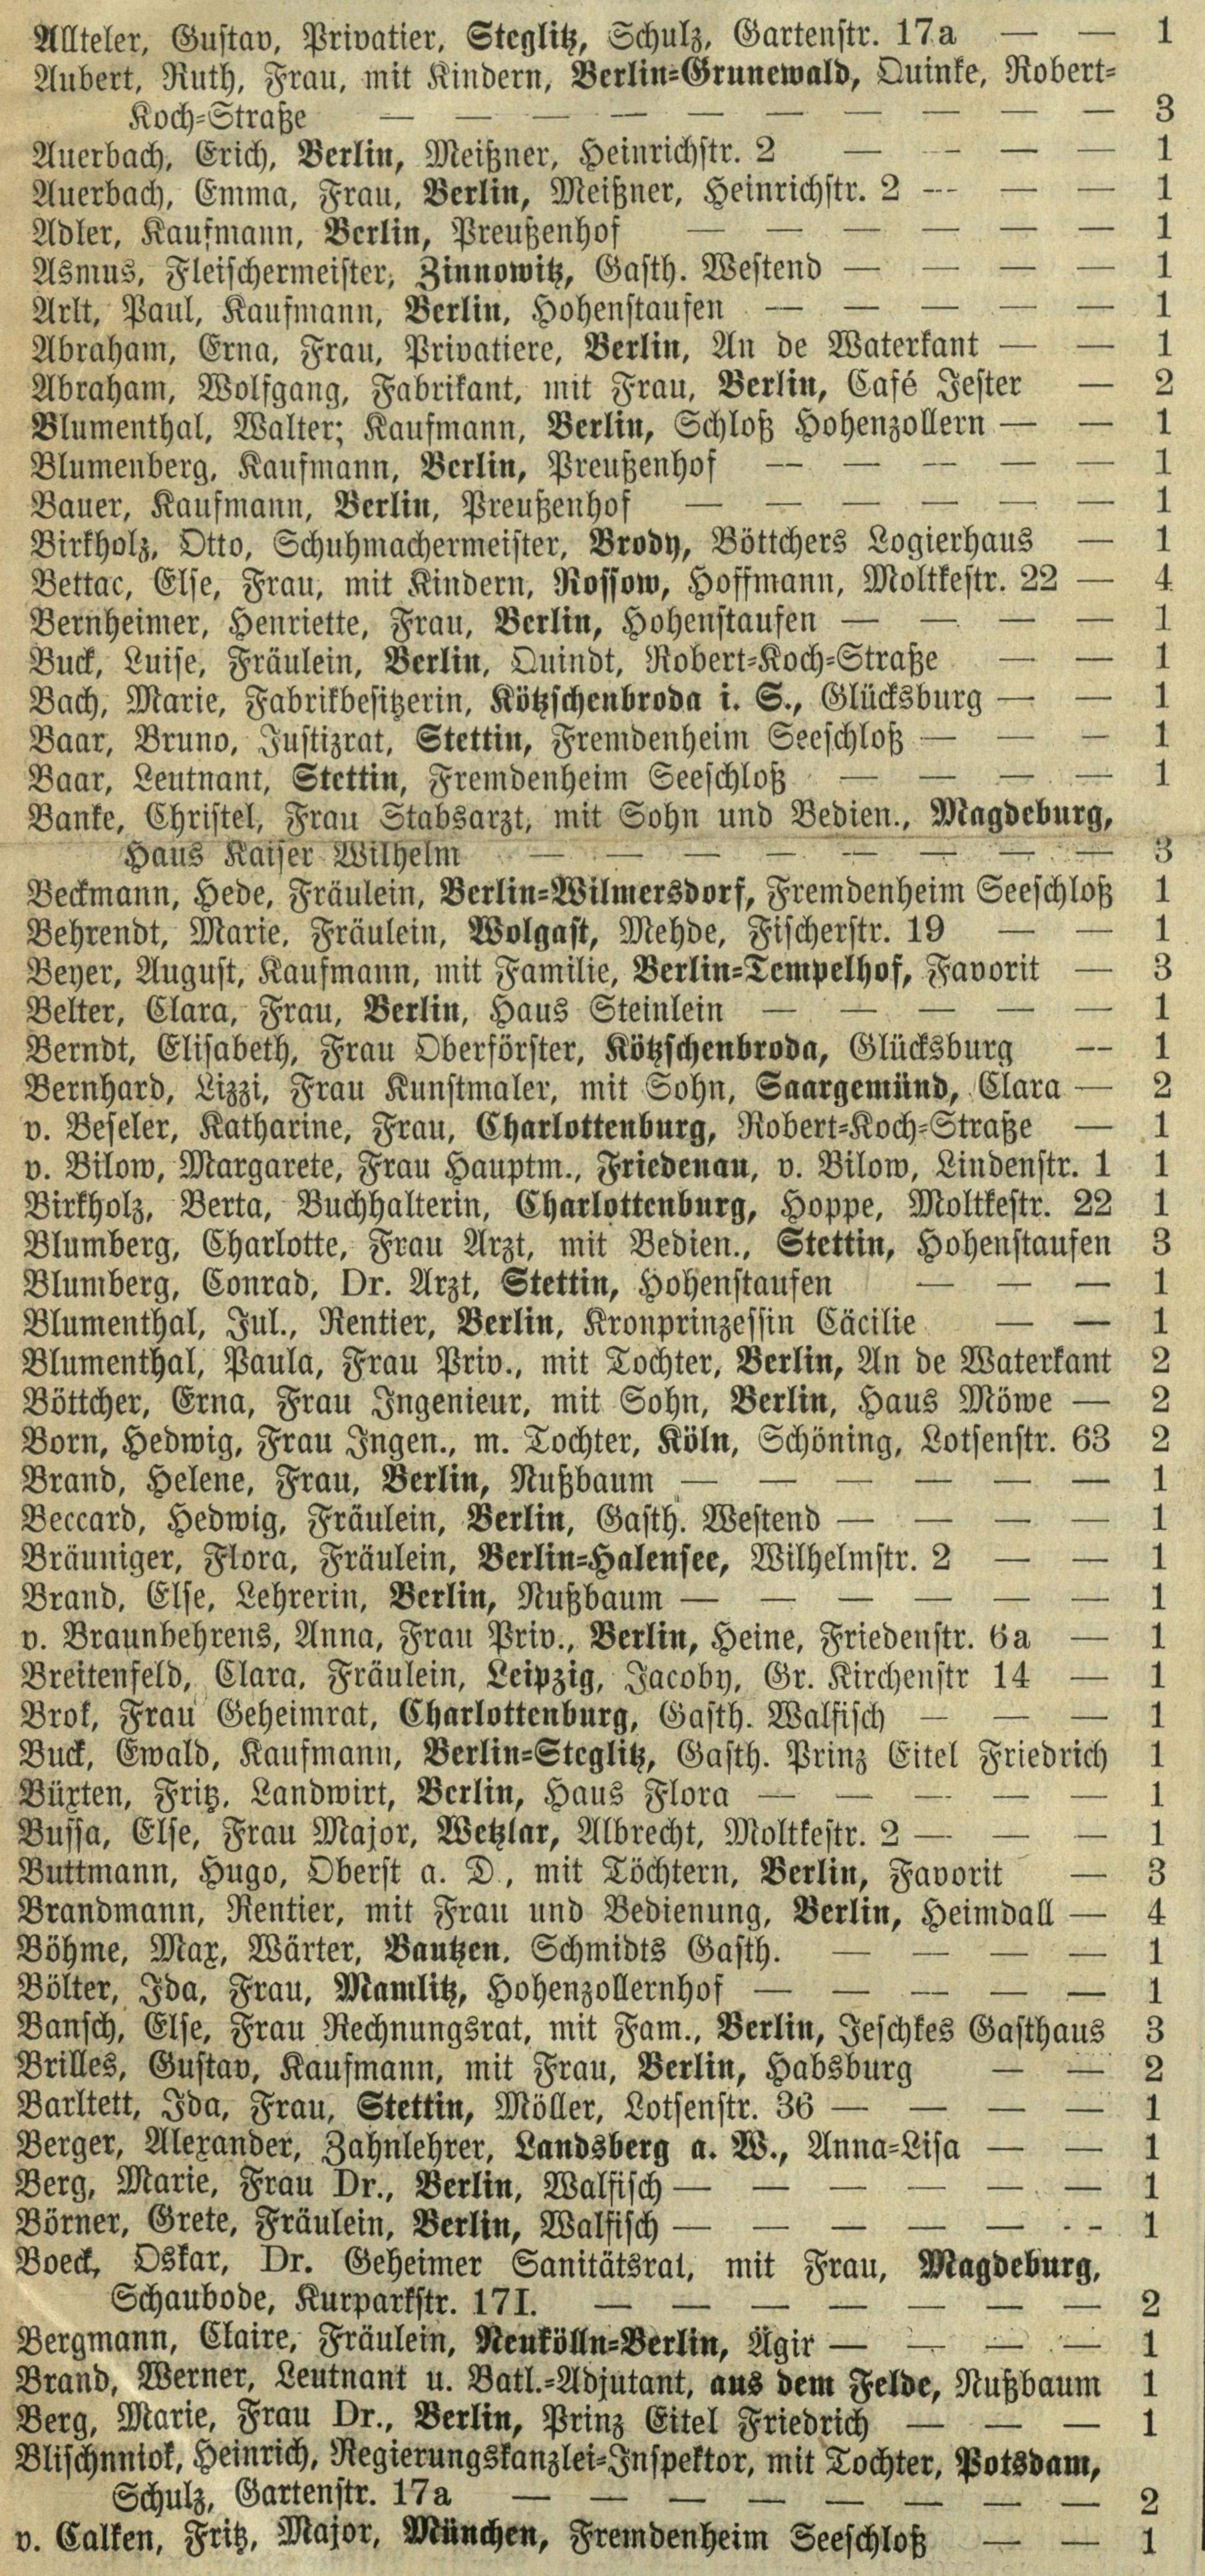 Allteler, Gustav, Privatier, Steglitz, Schulz, Gartenstr. 17a — — 1
Aubert, Ruth, Frau, mit Kindern, Berlin-Grunewald, Quinke, Robert-
Koch-Straße — — — — — — — — — — 3
Auerbach, Erich, Berlin, Meißner, Heinrichstr. 2 — — — — 1
Auerbach, Emma, Frau, Berlin, Meißner, Heinrichstr. 2 — — — 1
Adler, Kaufmann, Berlin, Preußenhof — — — — — — 1
Asmus, Fleischermeister, Zinnowitz, Gasth. Westend — — — — 1
Arlt, Paul, Kaufmann, Berlin, Hohenstaufen — — — — — 1
Abraham, Erna, Frau, Privatiere, Berlin, An de Waterkant — — 1
Abraham, Wolfgang, Fabrikant, mit Frau, Berlin, Café Jester — 2
Blumenthal, Walter; Kaufmann, Berlin, Schloß Hohenzollern — — 1
Blumenberg, Kaufmann, Berlin, Preußenhof — — — — — 1
Bauer, Kaufmann, Berlin, Preußenhof — — — — — — 1
Birkholz, Otto, Schuhmachermeister, Brody, Böttchers Logierhaus — 1
Bettac, Else, Frau, mit Kindern, Rossow, Hoffmann, Moltkestr. 22 — 4
Bernheimer, Henriette, Frau, Berlin, Hohenstaufen — — — — 1
Buck, Luise, Fräulein, Berlin, Quindt, Robert-Koch-Straße — — 1
Bach, Marie, Fabrikbesitzerin, Kötzschenbroda i. S., Glücksburg — — 1
Baar, Bruno, Justizrat, Stettin, Fremdenheim Seeschloß — — — 1
Baar, Leutnant, Stettin, Fremdenheim Seeschloß — — — — 1
Banke, Christel, Frau Stabsarzt, mit Sohn und Bedien., Magdeburg,
Haus Kaiser Wilhelm — — — — — — — — 3
Beckmann, Hede, Fräulein, Berlin-Wilmersdorf, Fremdenheim Seeschloß 1
Behrendt, Marie, Fräulein, Wolgast, Mehde, Fischerstr. 19 — — 1
Beyer, August, Kaufmann, mit Familie, Berlin-Tempelhof, Favorit — 3
Belter, Clara, Frau, Berlin, Haus Steinlein — — — — — 1
Berndt, Elisabeth, Frau Oberförster, Kötzschenbroda, Glücksburg — 1
Bernhard, Lizzi, Frau Kunstmaler, mit Sohn, Saargemünd, Clara — 2
v. Beseler, Katharine, Frau, Charlottenburg, Robert-Koch-Straße — 1
v. Bilow, Margarete, Frau Hauptm., Friedenau, v. Bilow, Lindenstr. 1 1
Birkholz, Berta, Buchhalterin, Charlottenburg, Hoppe, Moltkestr. 22 1
Blumberg, Charlotte, Frau Arzt, mit Bedien., Stettin, Hohenstaufen 3
Blumberg, Conrad, Dr. Arzt, Stettin, Hohenstaufen — — — 1
Blumenthal, Jul., Rentier, Berlin, Kronprinzessin Cäcilie — — 1
Blumenthal, Paula, Frau Priv., mit Tochter, Berlin, An de Waterkant 2
Böttcher, Erna, Frau Ingenieur, mit Sohn, Berlin, Haus Möwe — 2
Born, Hedwig, Frau Ingen., m. Tochter, Köln, Schöning, Lotsenstr. 63 2
Brand, Helene, Frau, Berlin, Nußbaum — — — — — — 1
Beccard, Hedwig, Fräulein, Berlin, Gasth. Westend — — — — 1
Bräuniger, Flora, Fräulein, Berlin-Halensee, Wilhelmstr. 2 — — 1
Brand, Else, Lehrerin, Berlin, Nußbaum — — — — — — 1
v. Braunbehrens, Anna, Frau Priv., Berlin, Heine, Friedenstr. 6a — 1
Breitenfeld, Clara, Fräulein, Leipzig, Jacoby, Gr. Kirchenstr 14 — 1
Brok, Frau Geheimrat, Charlottenburg, Gasth. Walfisch — — — 1
Buck, Ewald, Kaufmann, Berlin-Steglitz, Gasth. Prinz Eitel Friedrich 1
Büxten, Fritz, Landwirt, Berlin, Haus Flora — — — — — 1
Bussa, Else, Frau Major, Wetzlar, Albrecht, Moltkestr. 2 — — — 1
Buttmann, Hugo, Oberst a. D., mit Töchtern, Berlin, Favorit — 3
Brandmann, Rentier, mit Frau und Bedienung, Berlin, Heimdall — 4
Böhme, Max, Wärter, Bautzen, Schmidts Gasth. — — — — 1
Bölter, Ida, Frau, Mamlitz, Hohenzollernhof — — — — — 1
Bansch, Else, Frau Rechnungsrat, mit Fam., Berlin, Jeschkes Gasthaus 3
Brilles, Gustav, Kaufmann, mit Frau, Berlin, Habsburg — — 2
Barltett, Ida, Frau, Stettin, Möller, Lotsenstr. 36 — — — — 1
Berger, Alexander, Zahnlehrer, Landsberg a. W., Anna-Lisa — — 1
Berg, Marie, Frau Dr., Berlin, Walfisch — — — — — — 1
Börner, Grete, Fräulein, Berlin, Walfisch — — — — — — 1
Boeck, Oskar, Dr. Geheimer Sanitätsrat, mit Frau, Magdeburg,
Schaubode, Kurparkstr. 17I. — — — — — — — 2
Bergmann, Claire, Fräulein, Neukölln-Berlin, Ägir — — — — 1
Brand, Werner, Leutnant u. Batl.-Adjutant, aus dem Felde, Nußbaum 1
Berg, Marie, Frau Dr., Berlin, Prinz Eitel Friedrich — — — 1
Blischnniok, Heinrich, Regierungskanzlei-Inspektor, mit Tochter, Potsdam,
Schulz, Gartenstr. 17a — — — — — — — — 2
v. Calken, Fritz, Major, München, Fremdenheim Seeschloß — — 1